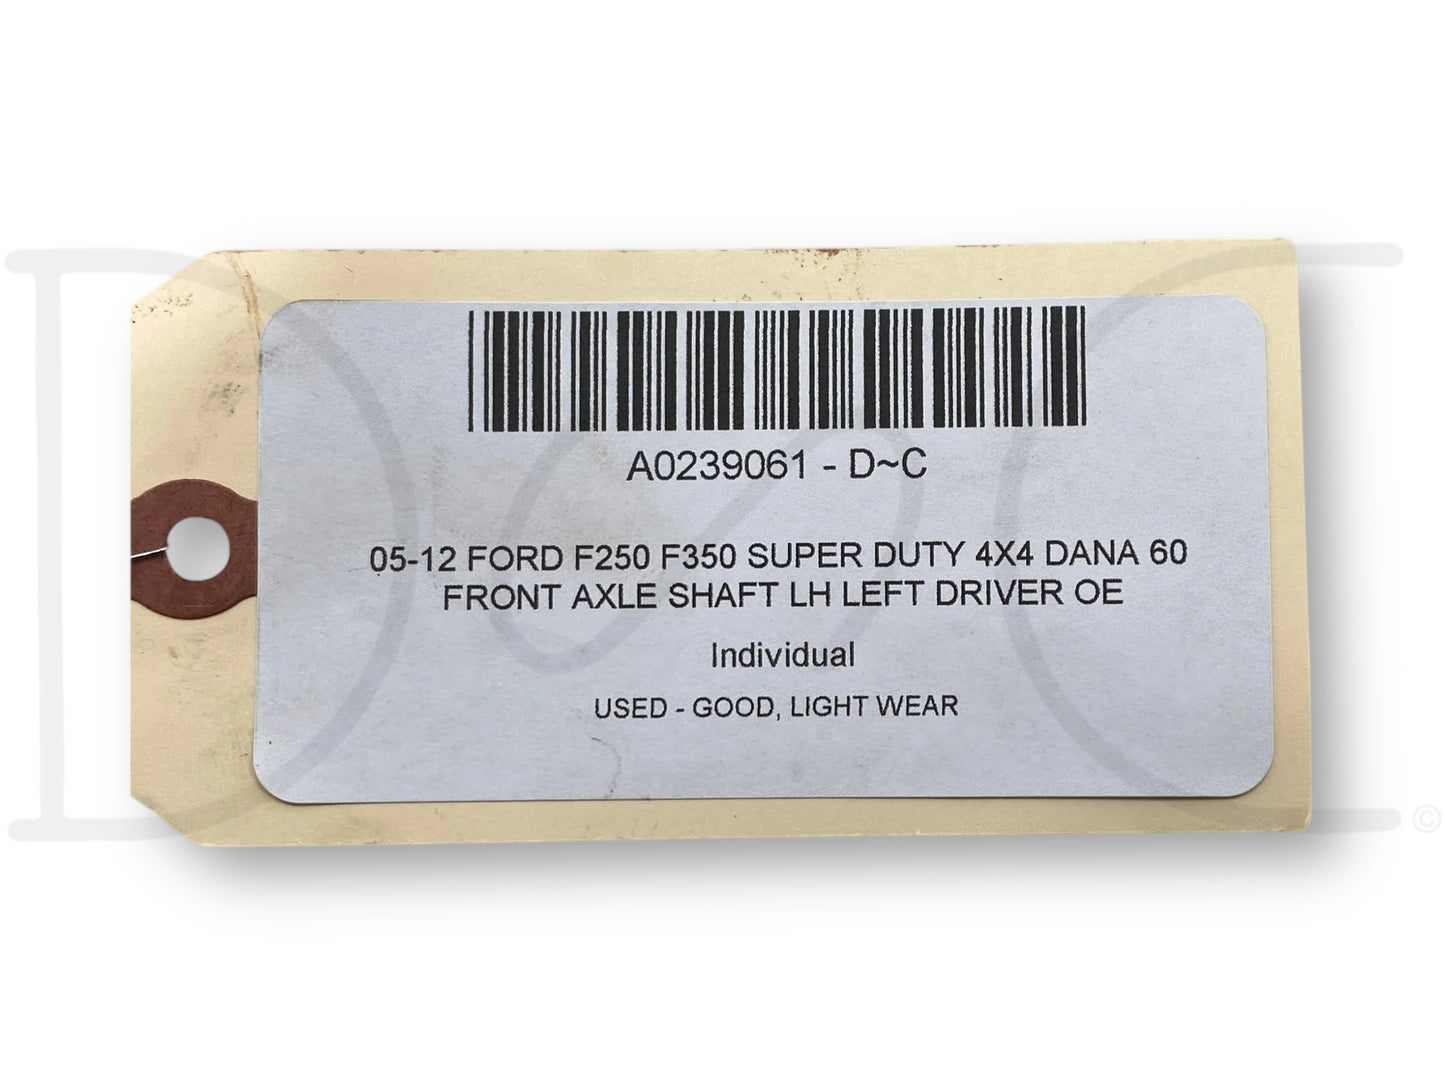 A0239061 - D~C
05-12 FORD F250 F350 SUPER DUTY 4X4 DANA 60
FRONT AXLE SHAFT LH LEFT DRIVER OE
Individual
USED - GOOD, LIGHT WEAR
D~C ©